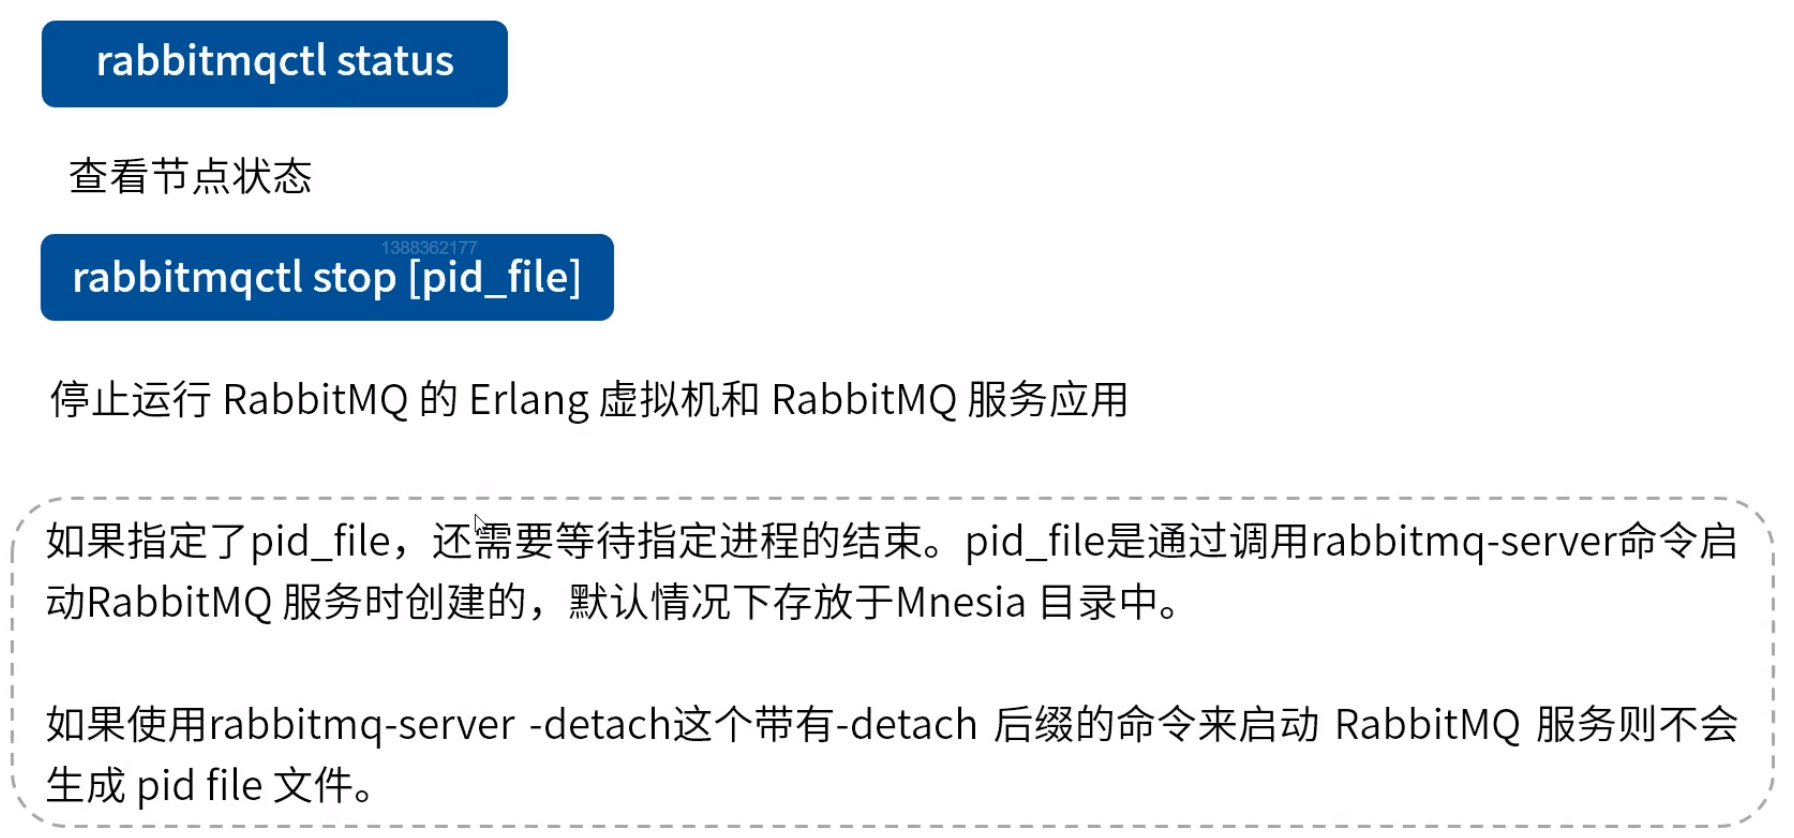 rabbitmqctl status
查看节点状态
1388362177
rabbitmqctl stop [pid_file]
停止运行 RabbitMQ 的 Erlang 虚拟机和 RabbitMQ 服务应用
如果指定了pid_file，还需要等待指定进程的结束。pid_file是通过调用rabbitmq-server命令启
动RabbitMQ 服务时创建的，默认情况下存放于Mnesia 目录中。
如果使用rabbitmq-server -detach这个带有-detach 后缀的命令来启动 RabbitMQ 服务则不会
生成 pid file 文件。